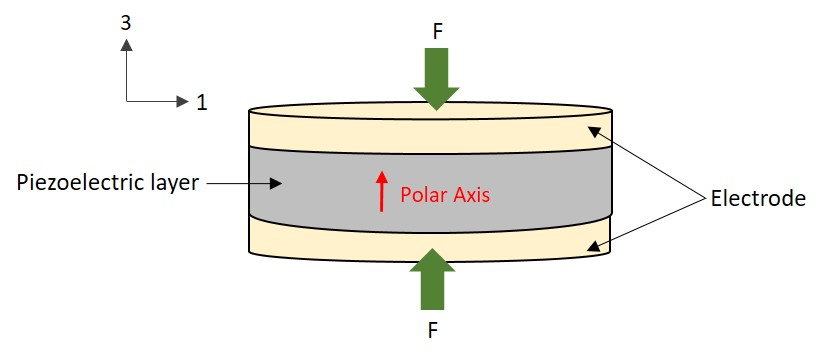 3
F
1
Piezoelectric layer
Polar Axis
Electrode
F